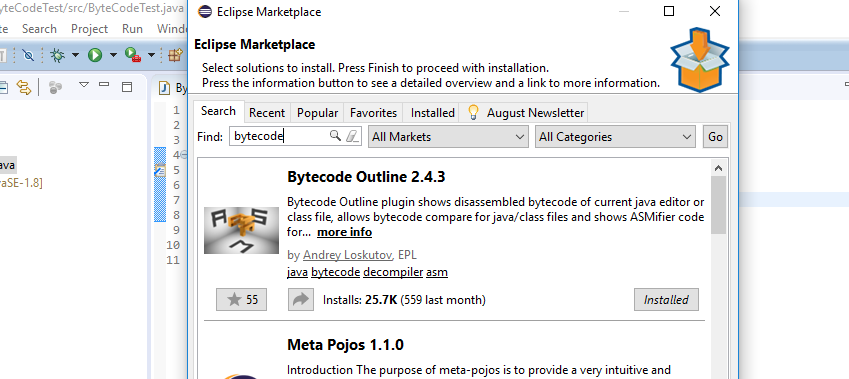 yteCodeTest/src/ByteCodeTest.java
Search Run Window
Eclipse Marketplace
Eclipse Marketplace
Select solutions to install. Press Finish to proceed with installation.
Press the information button to see a detailed overview and a link to more information.
Search Recent Popular Favorites Installed August Newsletter
Find: bytecode All Markets All Categories Go
By
1
2
3
4
5
6
7
8
9
10
11
ava
aSE-1.8]
Bytecode Outline 2.4.3
Bytecode Outline plugin shows disassembled bytecode of current java editor or
class file, allows bytecode compare for java/class files and shows ASMifier code
for... more info
by Andrey Loskutov, EPL
java bytecode decompiler asm
55 Installs: 25.7K (559 last month) Installed
Meta Pojos 1.1.0
Introduction The purpose of meta-pojos is to provide a very intuitive and